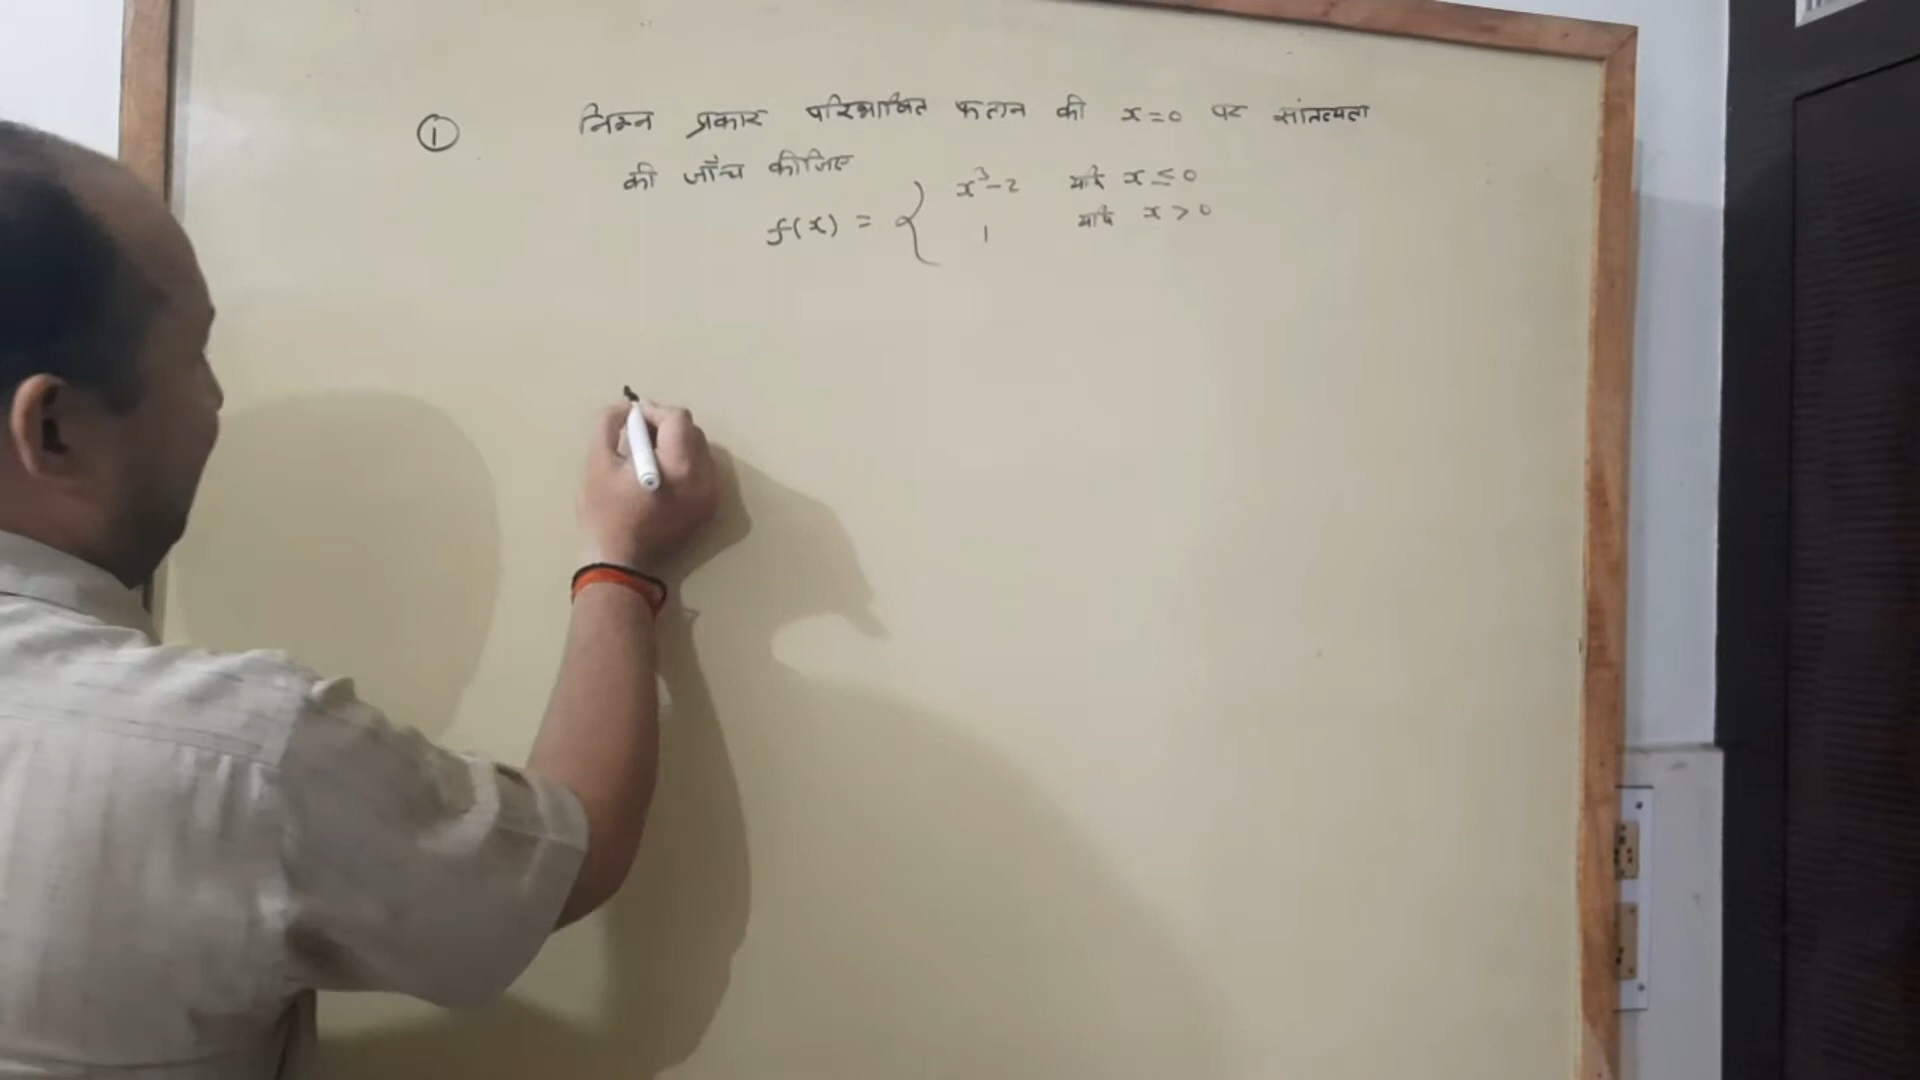 ① निम्न प्रकार परिभाषित फलन की x=0 पर सांतत्यता
की जाँच कीजिए
f(x) = { x³-2 यदि x ≤ 0
1 यदि x > 0